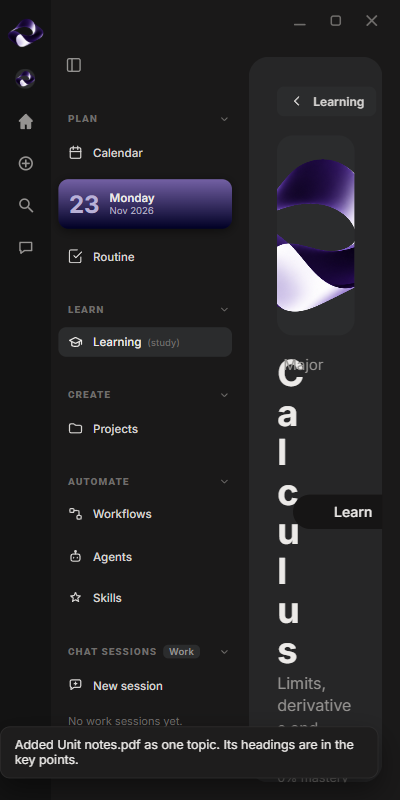 PLAN
Calendar
23 Monday
Nov 2026
Routine
LEARN
Learning (study)
CREATE
Projects
AUTOMATE
Workflows
Agents
Skills
CHAT SESSIONS Work
New session
No work sessions yet.
Learning
Major
C
a
l
c
u
l
u
s
Learn
Limits,
derivative
s and
0% mastery
Added Unit notes.pdf as one topic. Its headings are in the
key points.